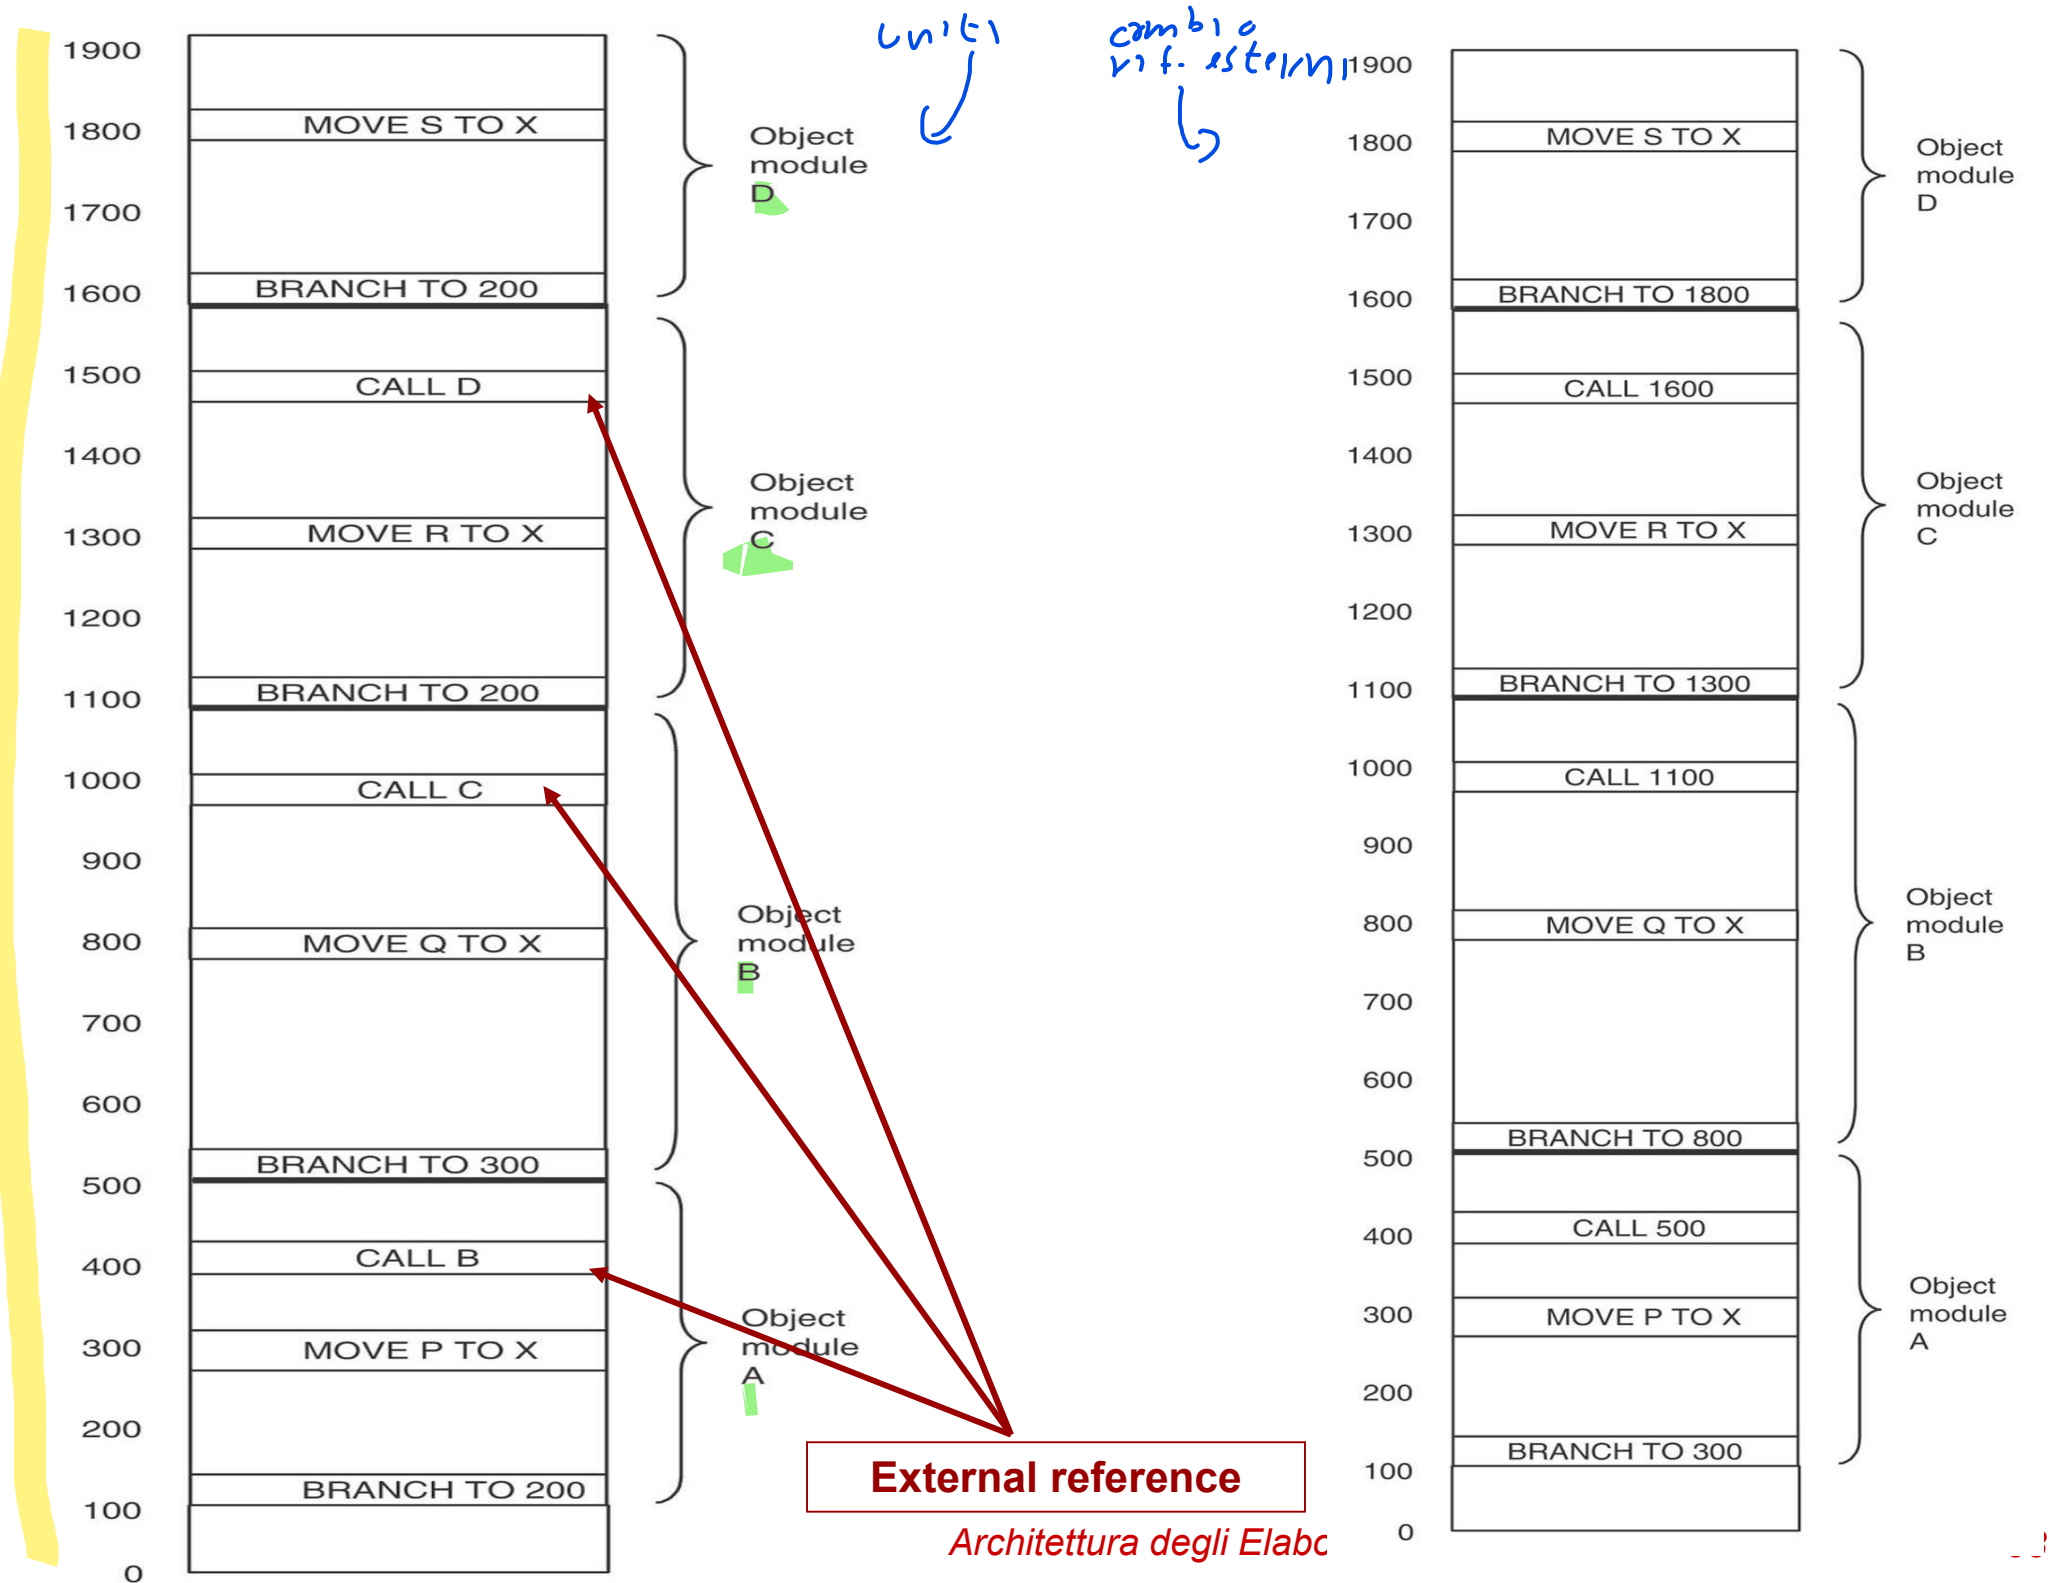 uniti
cambio
rif. esterni
1900
1800
1700
1600
1500
1400
1300
1200
1100
1000
900
800
700
600
500
400
300
200
100
0
MOVE S TO X
BRANCH TO 200
CALL D
MOVE R TO X
BRANCH TO 200
CALL C
MOVE Q TO X
BRANCH TO 300
CALL B
MOVE P TO X
BRANCH TO 200
Object
module
D
Object
module
C
Object
module
B
Object
module
A
External reference
Architettura degli
1900
1800
1700
1600
1500
1400
1300
1200
1100
1000
900
800
700
600
500
400
300
200
100
0
MOVE S TO X
BRANCH TO 1800
CALL 1600
MOVE R TO X
BRANCH TO 1300
CALL 1100
MOVE Q TO X
BRANCH TO 800
CALL 500
MOVE P TO X
BRANCH TO 300
Object
module
D
Object
module
C
Object
module
B
Object
module
A